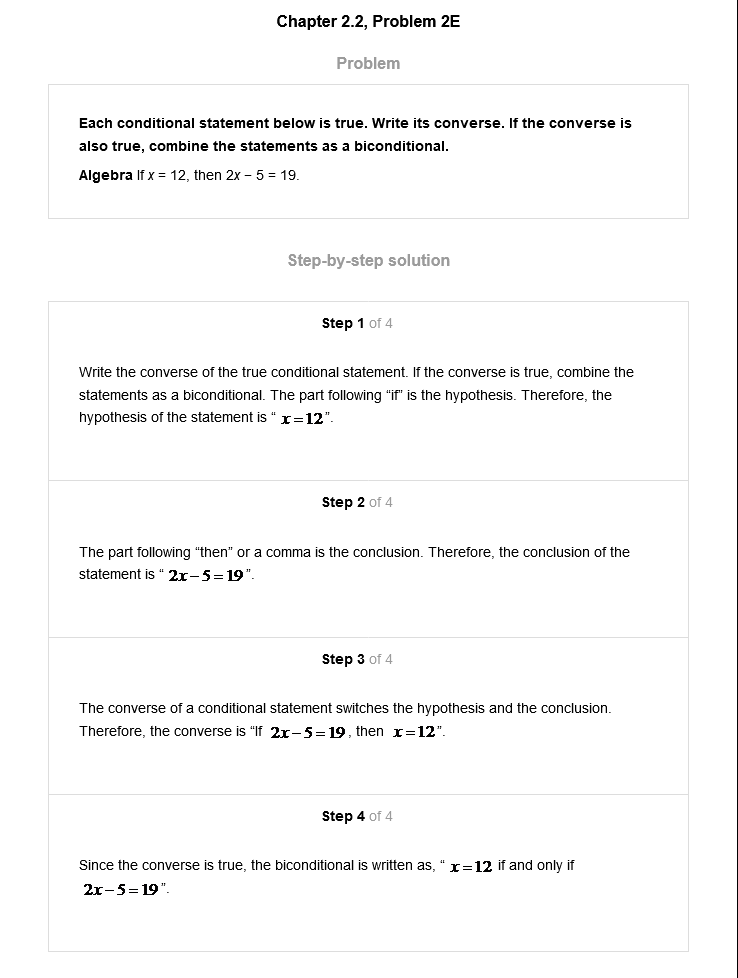 Chapter 2.2, Problem 2E
Problem
Each conditional statement below is true. Write its converse. If the converse is
also true, combine the statements as a biconditional.
Algebra If x = 12, then 2x − 5 = 19.
Step-by-step solution
Step 1 of 4
Write the converse of the true conditional statement. If the converse is true, combine the
statements as a biconditional. The part following “if” is the hypothesis. Therefore, the
hypothesis of the statement is “ x=12”.
Step 2 of 4
The part following “then” or a comma is the conclusion. Therefore, the conclusion of the
statement is “ 2x−5=19”.
Step 3 of 4
The converse of a conditional statement switches the hypothesis and the conclusion.
Therefore, the converse is “If 2x−5=19, then x=12”.
Step 4 of 4
Since the converse is true, the biconditional is written as, “ x=12 if and only if
2x−5=19”.